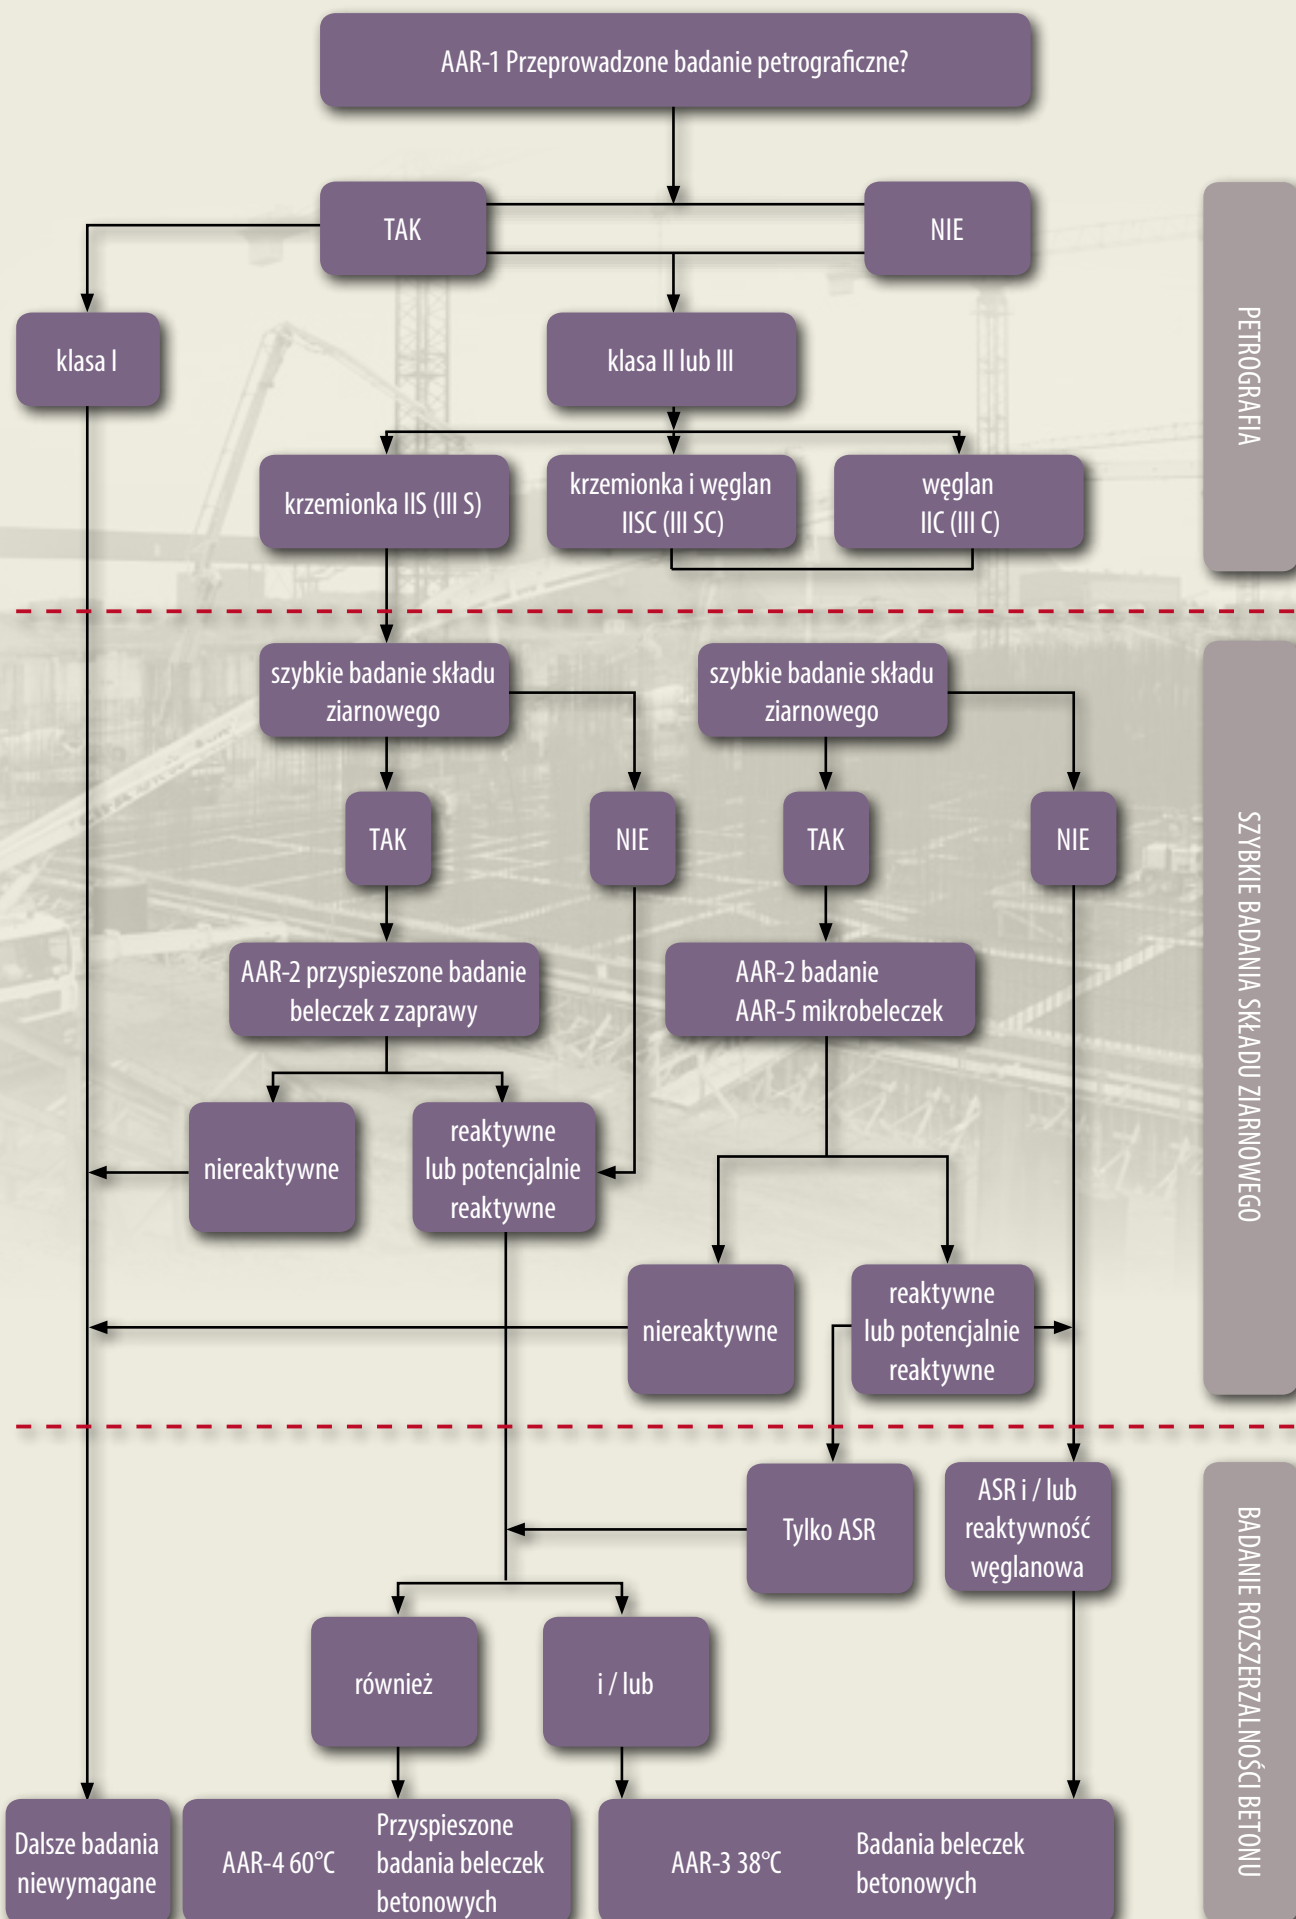 AAR-1 Przeprowadzone badanie petrograficzne?
TAK
NIE
klasa I
klasa II lub III
krzemionka IIS (III S)
krzemionka i węglan
IISC (III SC)
węglan
IIC (III C)
PETROGRAFIA
szybkie badanie składu
ziarnowego
szybkie badanie składu
ziarnowego
TAK
NIE
TAK
NIE
AAR-2 przyspieszone badanie
beleczek z zaprawy
AAR-2 badanie
AAR-5 mikrobeleczek
niereaktywne
reaktywne
lub potencjalnie
reaktywne
niereaktywne
reaktywne
lub potencjalnie
reaktywne
SZYBKIE BADANIA SKŁADU ZIARNOWEGO
Tylko ASR
ASR i / lub
reaktywność
węglanowa
również
i / lub
Dalsze badania
niewymagane
AAR-4 60°C
Przyspieszone
badania beleczek
betonowych
AAR-3 38°C
Badania beleczek
betonowych
BADANIE ROZSZERZALNOŚCI BETONU